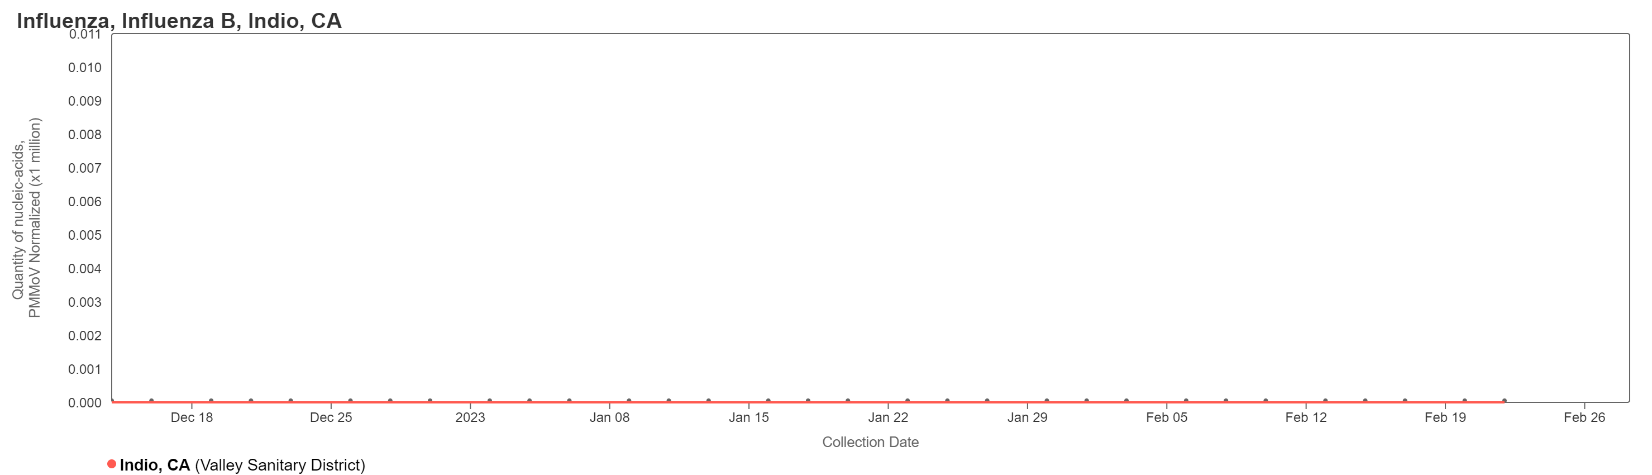 Influenza, Influenza B, Indio, CA
0.011
0.010
0.009
0.008
0.007
0.006
0.005
0.004
0.003
0.002
0.001
0.000
Quantity of nucleic-acids,
PMMoV Normalized (x1 million)
Dec 18 Dec 25 2023 Jan 08 Jan 15 Jan 22 Jan 29 Feb 05 Feb 12 Feb 19 Feb 26
Collection Date
Indio, CA (Valley Sanitary District)